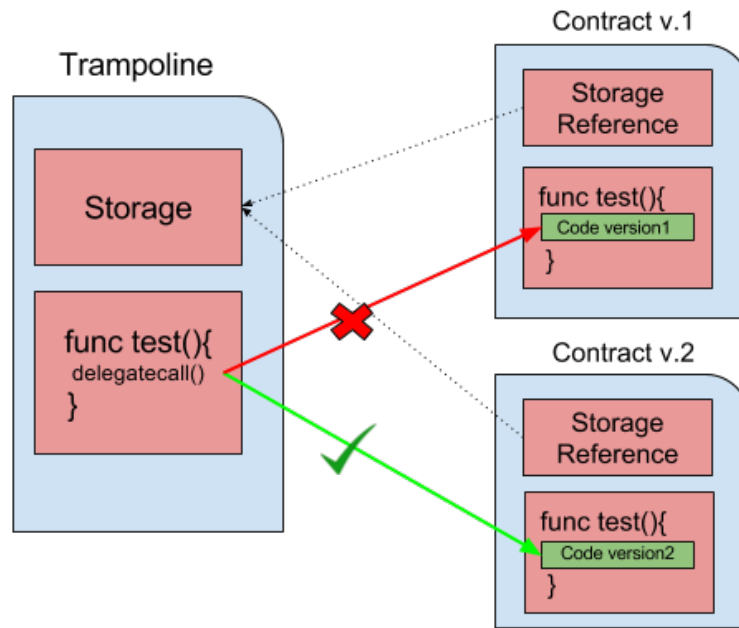 Trampoline
Storage
func test(){
delegatecall()
}
Contract v.1
Storage
Reference
func test(){
Code version1
}
Contract v.2
Storage
Reference
func test(){
Code version2
}